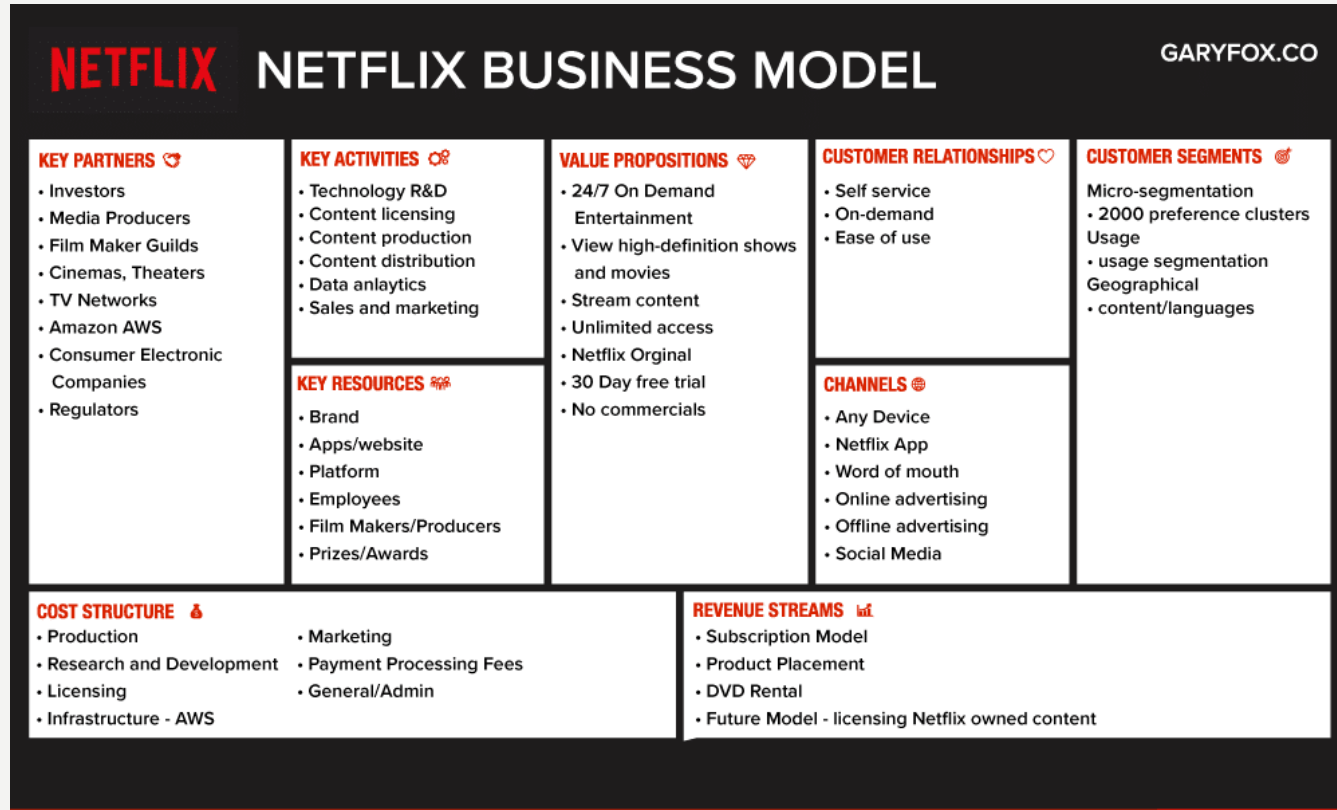 NETFLIX NETFLIX BUSINESS MODEL
GARYFOX.CO
KEY PARTNERS
• Investors
• Media Producers
• Film Maker Guilds
• Cinemas, Theaters
• TV Networks
• Amazon AWS
• Consumer Electronic
Companies
• Regulators
KEY ACTIVITIES
• Technology R&D
• Content licensing
• Content production
• Content distribution
• Data anlaytics
• Sales and marketing
KEY RESOURCES
• Brand
• Apps/website
• Platform
• Employees
• Film Makers/Producers
• Prizes/Awards
VALUE PROPOSITIONS
• 24/7 On Demand
Entertainment
• View high-definition shows
and movies
• Stream content
• Unlimited access
• Netflix Orginal
• 30 Day free trial
• No commercials
CUSTOMER RELATIONSHIPS
• Self service
• On-demand
• Ease of use
CHANNELS
• Any Device
• Netflix App
• Word of mouth
• Online advertising
• Offline advertising
• Social Media
CUSTOMER SEGMENTS
Micro-segmentation
• 2000 preference clusters
Usage
• usage segmentation
Geographical
• content/languages
COST STRUCTURE
• Production
• Research and Development
• Licensing
• Infrastructure - AWS
• Marketing
• Payment Processing Fees
• General/Admin
REVENUE STREAMS
• Subscription Model
• Product Placement
• DVD Rental
• Future Model - licensing Netflix owned content